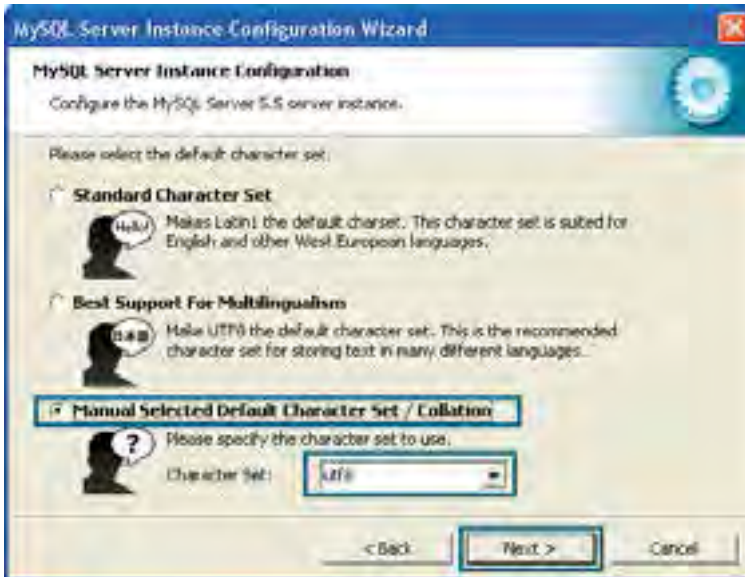 MySQL Server Instance Configuration Wizard
MySQL Server Instance Configuration
Configure the MySQL Server 5.5 server instance.
Please select the default character set.
Standard Character Set
Hello!
Makes Latin1 the default charset. This character set is suited for
English and other West European languages.
Best Support For Multilingualism
日本語
Make UTF8 the default character set. This is the recommended
character set for storing text in many different languages.
Manual Selected Default Character Set / Collation
?
Please specify the character set to use.
Character Set:
utf8
< Back
Next >
Cancel